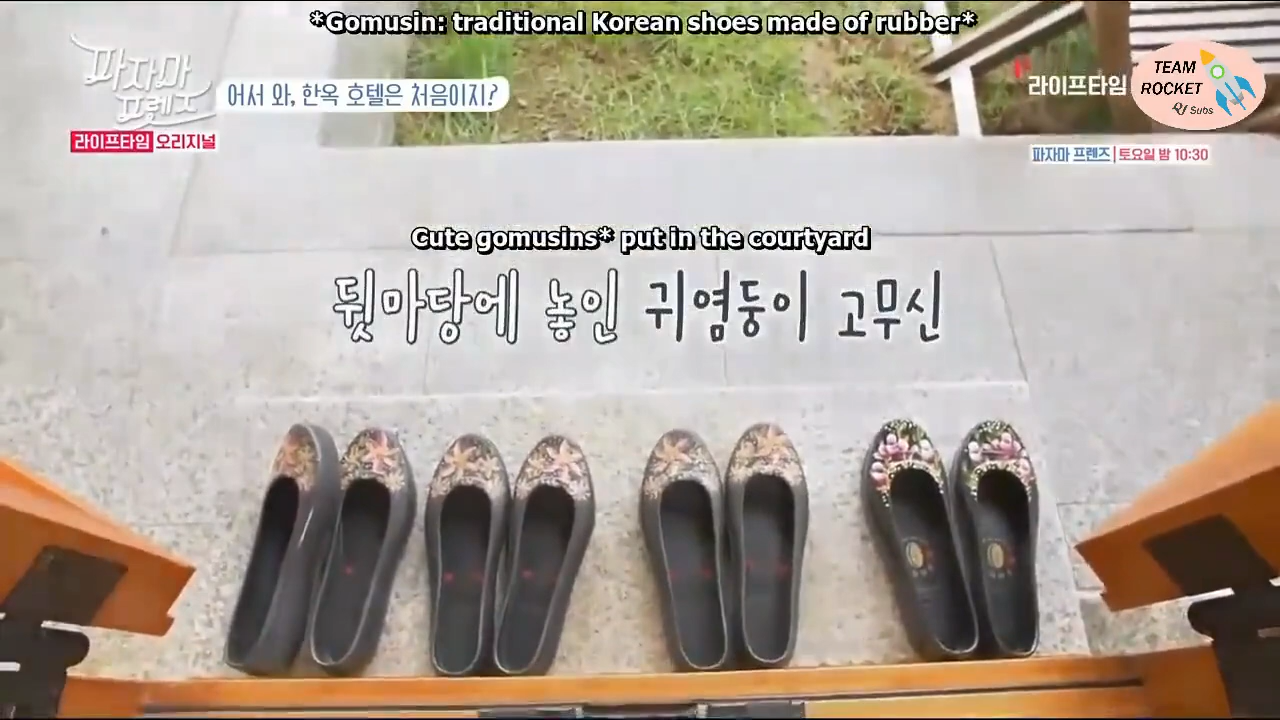 *Gomusin: traditional Korean shoes made of rubber*
파자마
프렌즈
어서 와, 한옥 호텔은 처음이지?
라이프타임 오리지널
라이프타임
TEAM
ROCKET
Rf Subs
파자마 프렌즈 | 토요일 밤 10:30
Cute gomusins* put in the courtyard
뒷마당에 놓인 귀염둥이 고무신